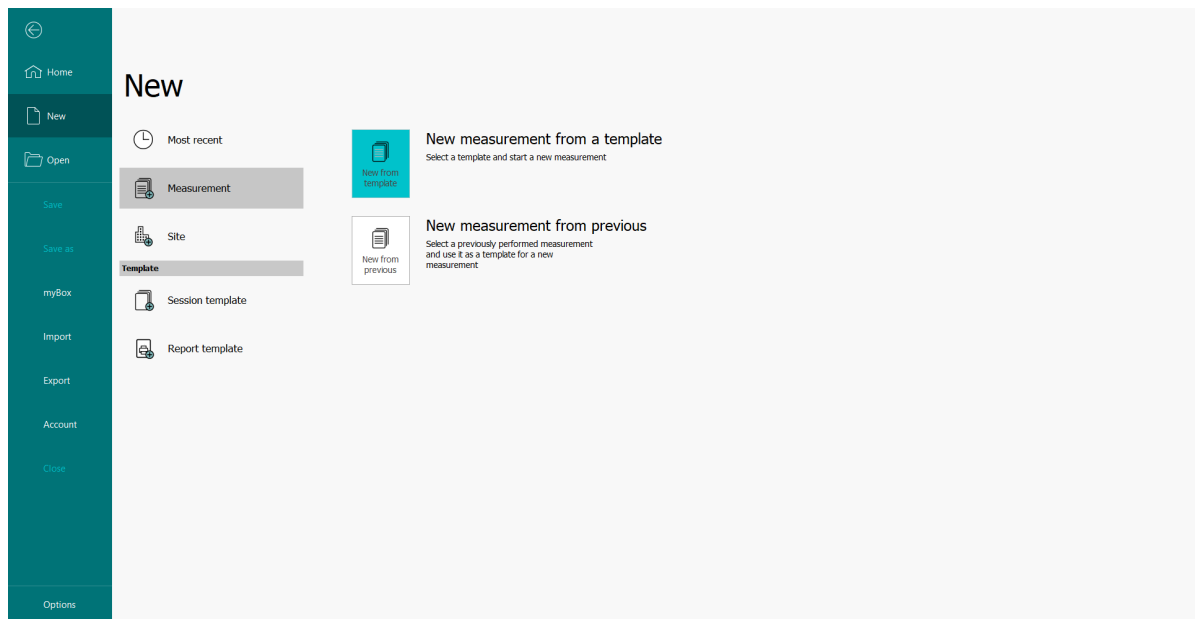 Home
New
Open
Save
Save as
myBox
Import
Export
Account
Close
Options
New
Most recent
Measurement
Site
Template
Session template
Report template
New from
template
New measurement from a template
Select a template and start a new measurement
New from
previous
New measurement from previous
Select a previously performed measurement
and use it as a template for a new
measurement